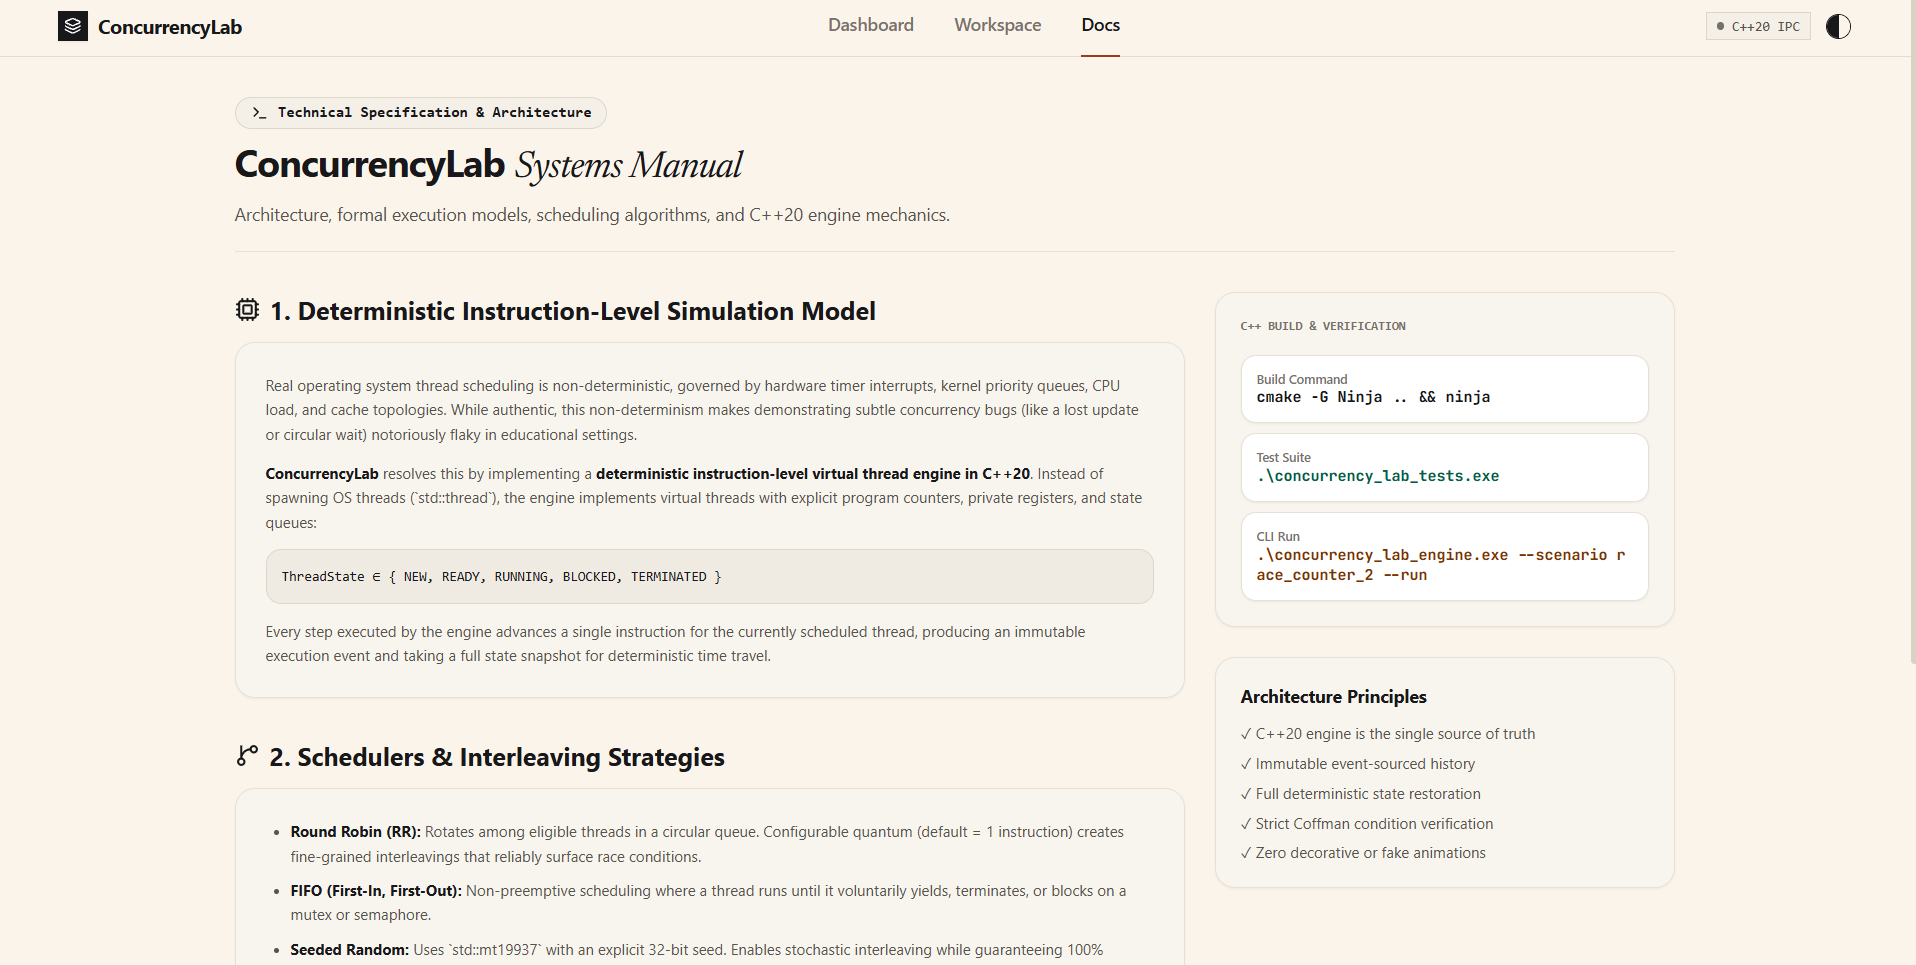 ConcurrencyLab
Dashboard
Workspace
Docs
C++20 IPC
>_ Technical Specification & Architecture
ConcurrencyLab Systems Manual
Architecture, formal execution models, scheduling algorithms, and C++20 engine mechanics.
1. Deterministic Instruction-Level Simulation Model
Real operating system thread scheduling is non-deterministic, governed by hardware timer interrupts, kernel priority queues, CPU
load, and cache topologies. While authentic, this non-determinism makes demonstrating subtle concurrency bugs (like a lost update
or circular wait) notoriously flaky in educational settings.
ConcurrencyLab resolves this by implementing a deterministic instruction-level virtual thread engine in C++20. Instead of
spawning OS threads (`std::thread`), the engine implements virtual threads with explicit program counters, private registers, and state
queues:
ThreadState ∈ { NEW, READY, RUNNING, BLOCKED, TERMINATED }
Every step executed by the engine advances a single instruction for the currently scheduled thread, producing an immutable
execution event and taking a full state snapshot for deterministic time travel.
2. Schedulers & Interleaving Strategies
• Round Robin (RR): Rotates among eligible threads in a circular queue. Configurable quantum (default = 1 instruction) creates
fine-grained interleavings that reliably surface race conditions.
• FIFO (First-In, First-Out): Non-preemptive scheduling where a thread runs until it voluntarily yields, terminates, or blocks on a
mutex or semaphore.
• Seeded Random: Uses `std::mt19937` with an explicit 32-bit seed. Enables stochastic interleaving while guaranteeing 100%
C++ BUILD & VERIFICATION
Build Command
cmake -G Ninja .. && ninja
Test Suite
.\concurrency_lab_tests.exe
CLI Run
.\concurrency_lab_engine.exe --scenario r
ace_counter_2 --run
Architecture Principles
✓ C++20 engine is the single source of truth
✓ Immutable event-sourced history
✓ Full deterministic state restoration
✓ Strict Coffman condition verification
✓ Zero decorative or fake animations